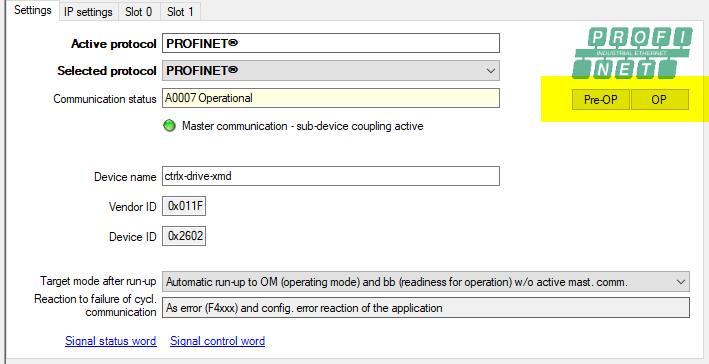 Settings IP settings Slot 0 Slot 1
Active protocol PROFINET®
PROFI
INDUSTRIAL ETHERNET
NET
Selected protocol PROFINET®
Communication status A0007 Operational
Pre-OP OP
Master communication - sub-device coupling active
Device name ctrlx-drive-xmd
Vendor ID 0x011F
Device ID 0x2602
Target mode after run-up Automatic run-up to OM (operating mode) and bb (readiness for operation) w/o active mast. comm.
Reaction to failure of cycl.
communication As error (F4xxx) and config. error reaction of the application
Signal status word Signal control word